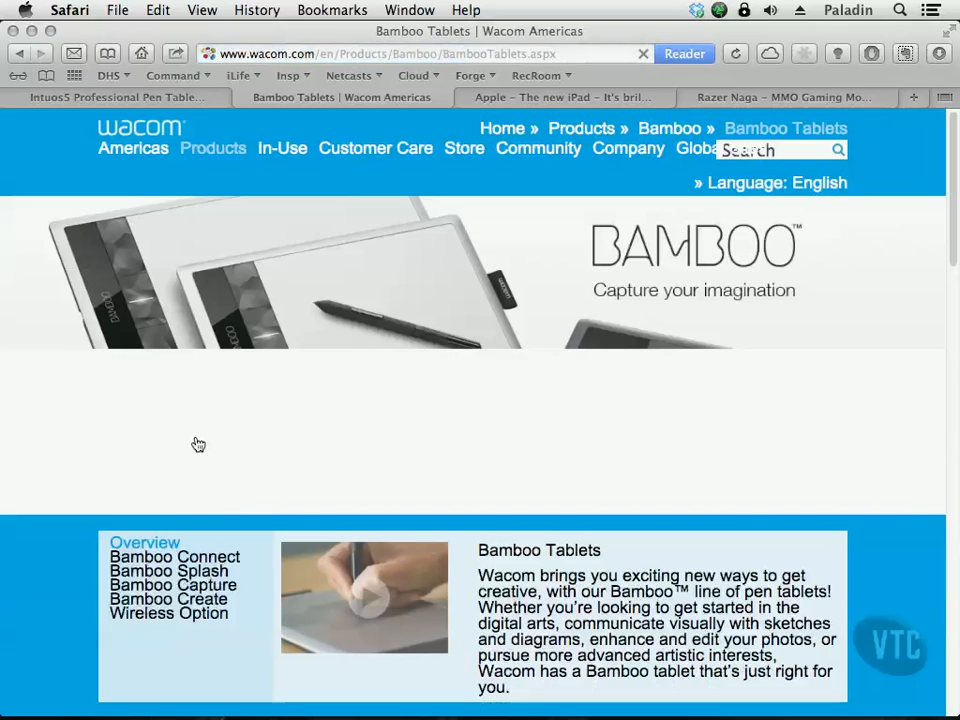 Safari File Edit View History Bookmarks Window Help Paladin
Bamboo Tablets | Wacom Americas
www.wacom.com/en/Products/Bamboo/BambooTablets.aspx Reader
DHS Command iLife Insp Netcasts Cloud Forge RecRoom
Intuos5 Professional Pen Table... Bamboo Tablets | Wacom Americas Apple – The new iPad – It's bril... Razer Naga – MMO Gaming Mo...
wacom Home » Products » Bamboo » Bamboo Tablets
Americas Products In-Use Customer Care Store Community Company Search
» Language: English
BAMBOO™
Capture your imagination
BAMBOO
BAMBOO
wacom
Overview
Bamboo Connect
Bamboo Splash
Bamboo Capture
Bamboo Create
Wireless Option
Bamboo Tablets
Wacom brings you exciting new ways to get
creative, with our Bamboo™ line of pen tablets!
Whether you're looking to get started in the
digital arts, communicate visually with sketches
and diagrams, enhance and edit your photos, or
pursue more advanced artistic interests,
Wacom has a Bamboo tablet that's just right for
you.
VTC